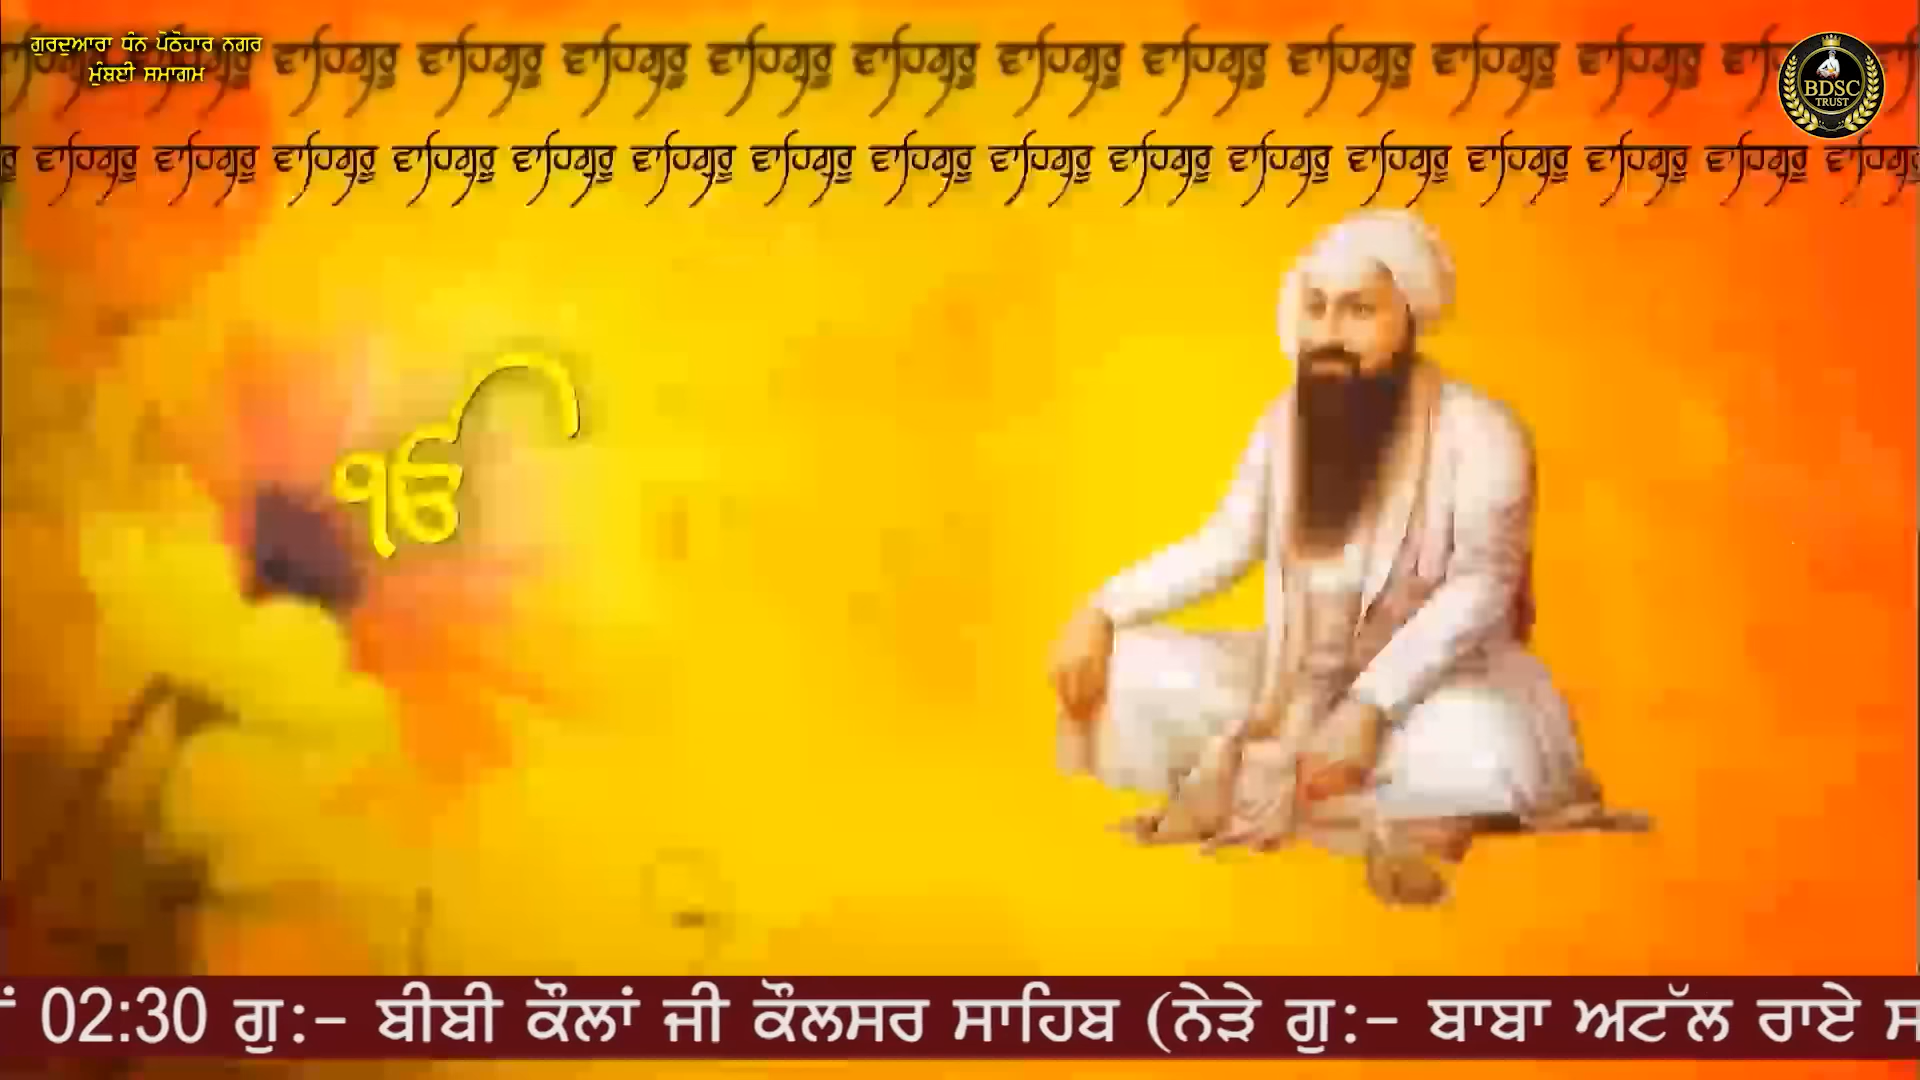 ਗੁਰਦੁਆਰਾ ਧੰਨ ਪੋਠੋਹਾਰ ਨਗਰ
ਮੁੰਬਈ ਸਮਾਗਮ
ਵਾਹਿਗੁਰੂ ਵਾਹਿਗੁਰੂ ਵਾਹਿਗੁਰੂ ਵਾਹਿਗੁਰੂ ਵਾਹਿਗੁਰੂ ਵਾਹਿਗੁਰੂ ਵਾਹਿਗੁਰੂ ਵਾਹਿਗੁਰੂ ਵਾਹਿਗੁਰੂ ਵਾਹਿਗੁਰੂ
BDSC
TRUST
ਵਾਹਿਗੁਰੂ ਵਾਹਿਗੁਰੂ ਵਾਹਿਗੁਰੂ ਵਾਹਿਗੁਰੂ ਵਾਹਿਗੁਰੂ ਵਾਹਿਗੁਰੂ ਵਾਹਿਗੁਰੂ ਵਾਹਿਗੁਰੂ ਵਾਹਿਗੁਰੂ ਵਾਹਿਗੁਰੂ ਵਾਹਿਗੁਰੂ ਵਾਹਿਗੁਰੂ ਵਾਹਿਗੁਰੂ ਵਾਹਿਗੁਰੂ ਵਾਹਿਗੁਰੂ ਵਾਹਿਗੁਰੂ
ੴ
02:30 ਗੁ:- ਬੀਬੀ ਕੌਲਾਂ ਜੀ ਕੌਲਸਰ ਸਾਹਿਬ (ਨੇੜੇ ਗੁ:- ਬਾਬਾ ਅਟੱਲ ਰਾਏ